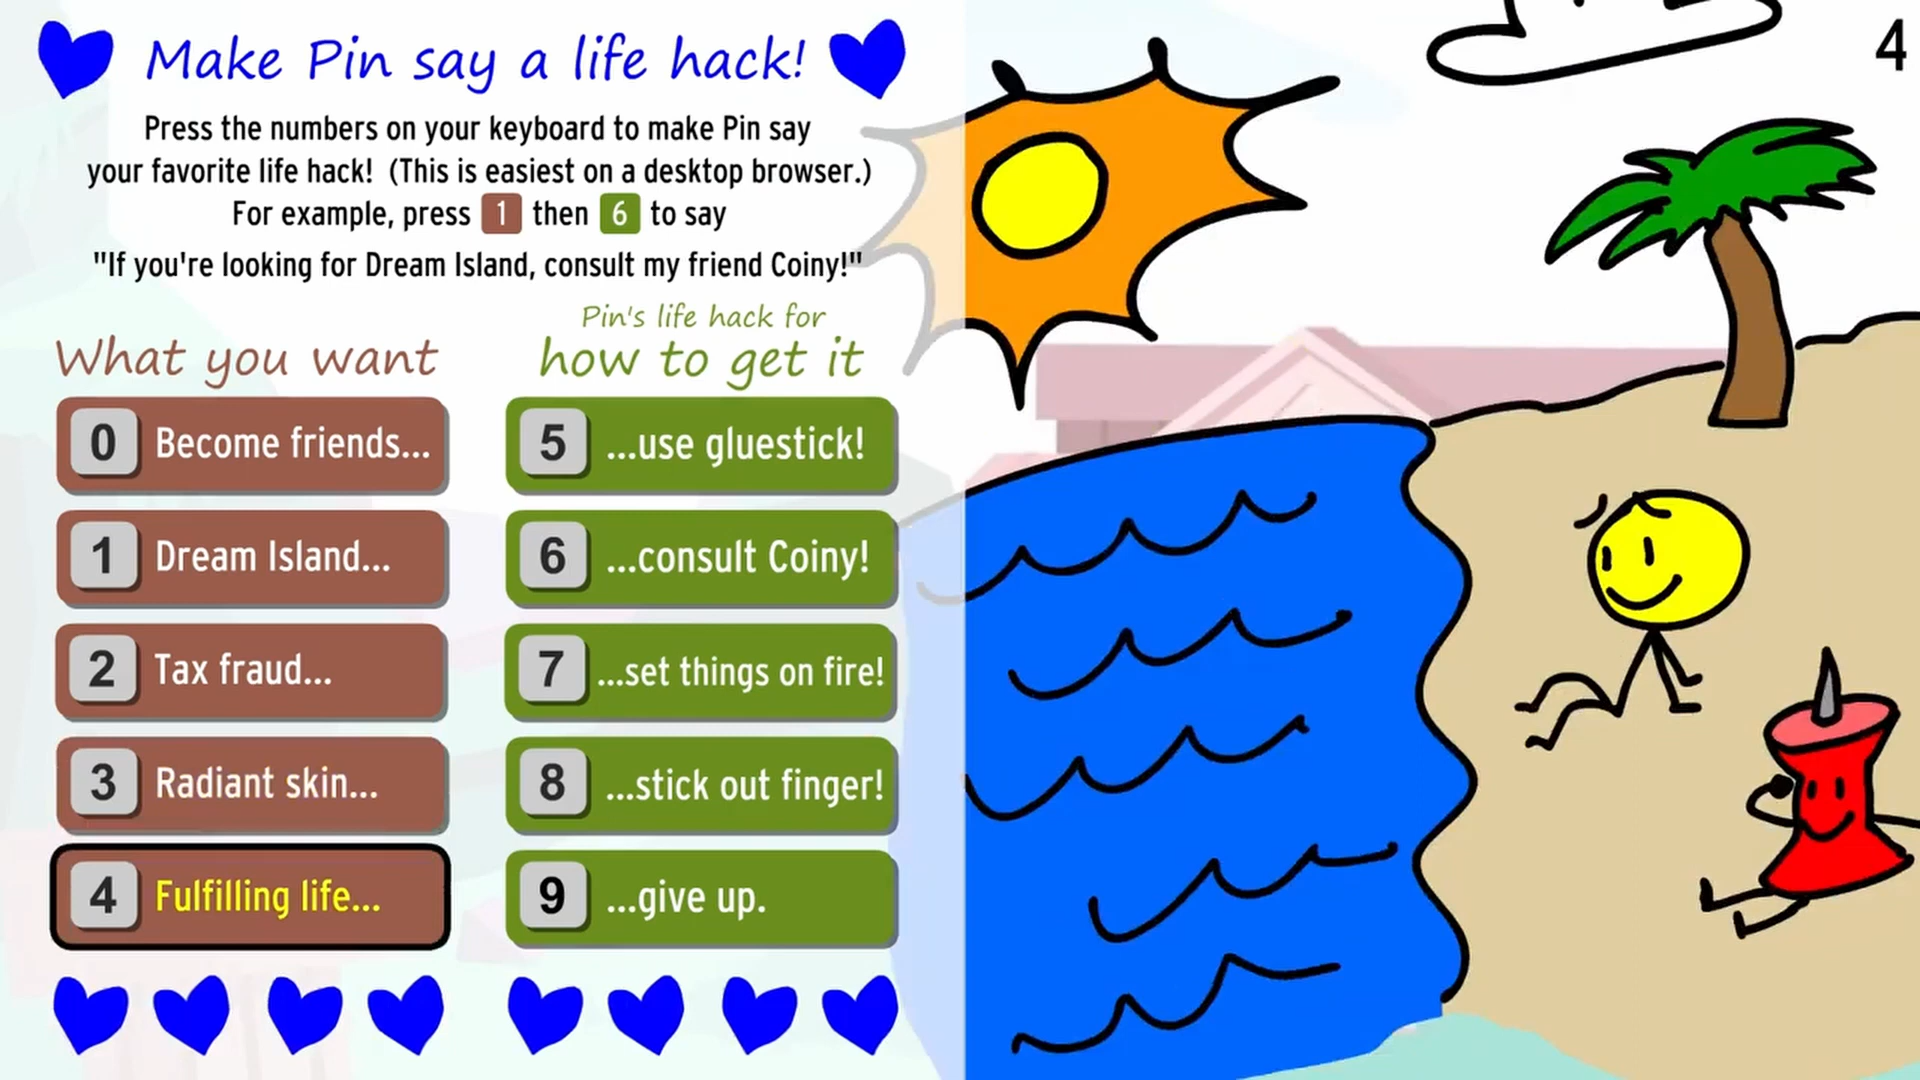 Make Pin say a life hack!
4
Press the numbers on your keyboard to make Pin say
your favorite life hack! (This is easiest on a desktop browser.)
For example, press 1 then 6 to say
"If you're looking for Dream Island, consult my friend Coiny!"
What you want
Pin's life hack for
how to get it
0 Become friends...
5 ...use gluestick!
1 Dream Island...
6 ...consult Coiny!
2 Tax fraud...
7 ...set things on fire!
3 Radiant skin...
8 ...stick out finger!
4 Fulfilling life...
9 ...give up.